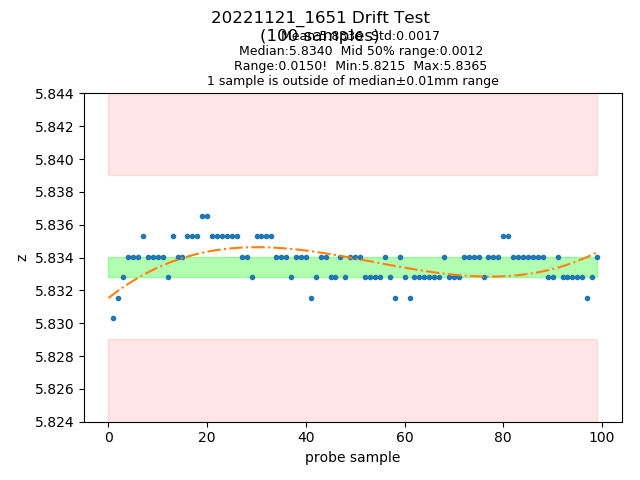 20221121_1651 Drift Test
(100 samples)
Std:0.0017
Median:5.8340 Mid 50% range:0.0012
Range:0.0150! Min:5.8215 Max:5.8365
1 sample is outside of median±0.01mm range
5.844
5.842
5.840
5.838
5.836
5.834
5.832
5.830
5.828
5.826
5.824
z
0
20
40
60
80
100
probe sample